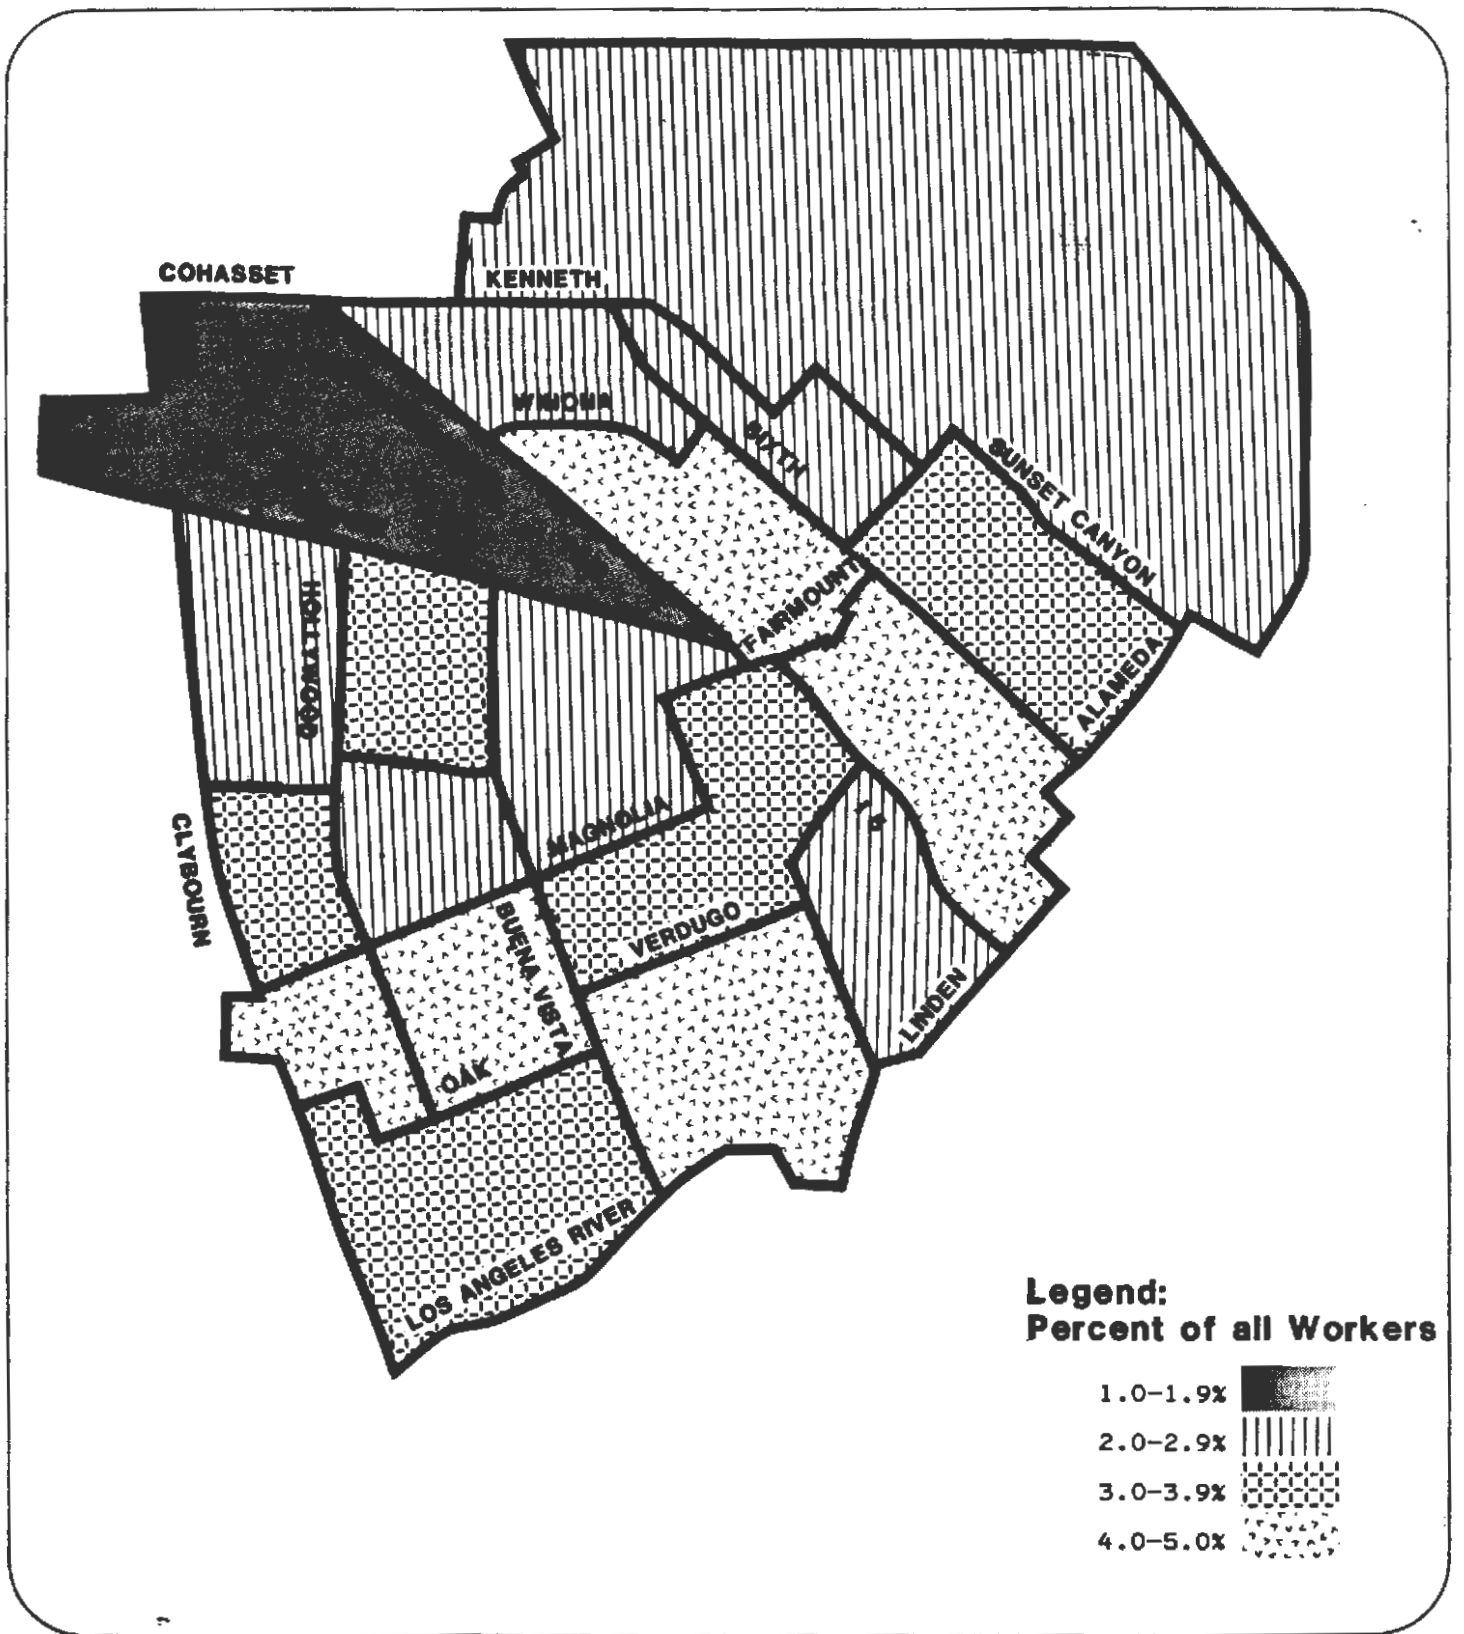 COHASSET
KENNETH
WINONA
SIXTH
SUNSET CANYON
FAIRMOUNT
HOLLYWOOD
ALAMEDA
MAGNOLIA
I 5
CLYBOURN
BUENA VISTA
VERDUGO
LINDEN
OAK
LOS ANGELES RIVER
Legend:
Percent of all Workers
1.0-1.9%
2.0-2.9%
3.0-3.9%
4.0-5.0%